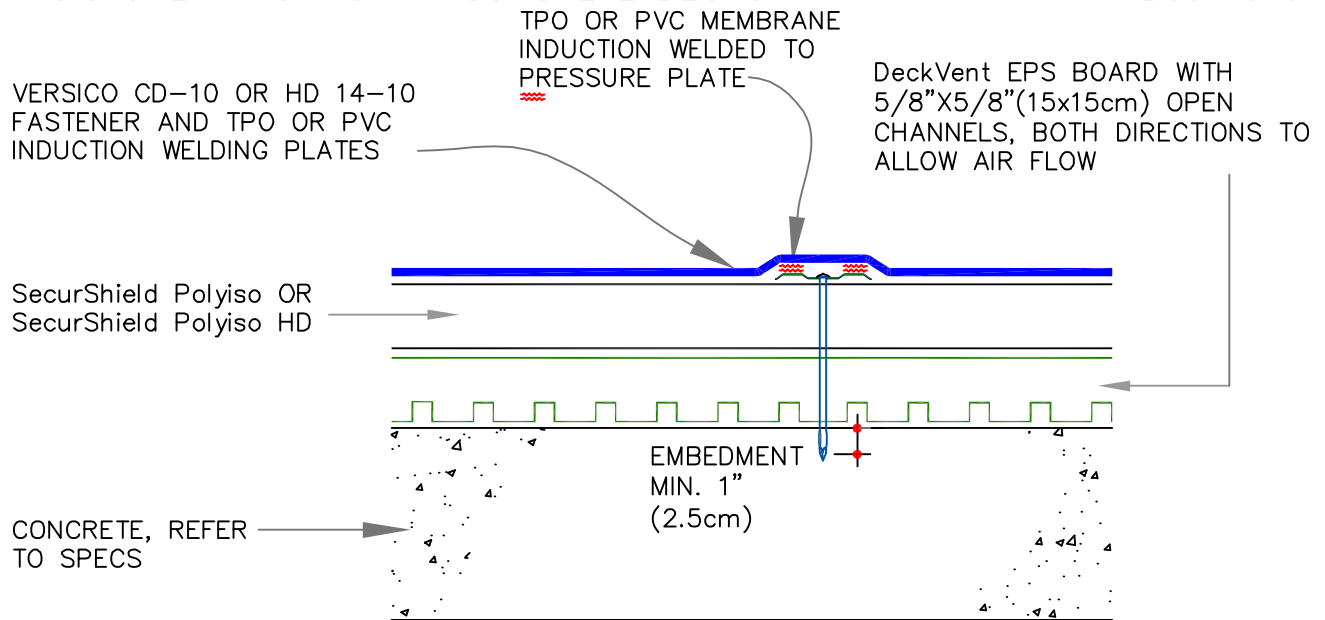 TPO OR PVC MEMBRANE
INDUCTION WELDED TO
PRESSURE PLATE
VERSICO CD-10 OR HD 14-10
FASTENER AND TPO OR PVC
INDUCTION WELDING PLATES
DeckVent EPS BOARD WITH
5/8"X5/8"(15x15cm) OPEN
CHANNELS, BOTH DIRECTIONS TO
ALLOW AIR FLOW
SecurShield Polyiso OR
SecurShield Polyiso HD
EMBEDMENT
MIN. 1"
(2.5cm)
CONCRETE, REFER
TO SPECS